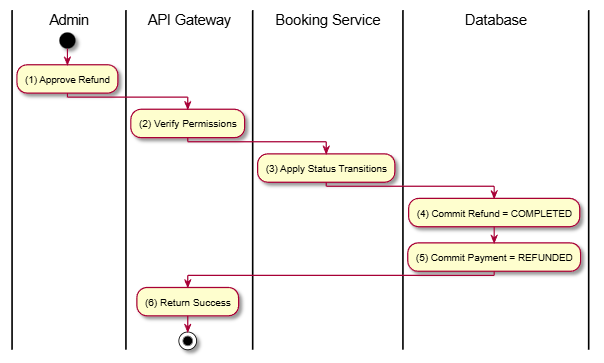 Admin
API Gateway
Booking Service
Database
(1) Approve Refund
(2) Verify Permissions
(3) Apply Status Transitions
(4) Commit Refund = COMPLETED
(5) Commit Payment = REFUNDED
(6) Return Success